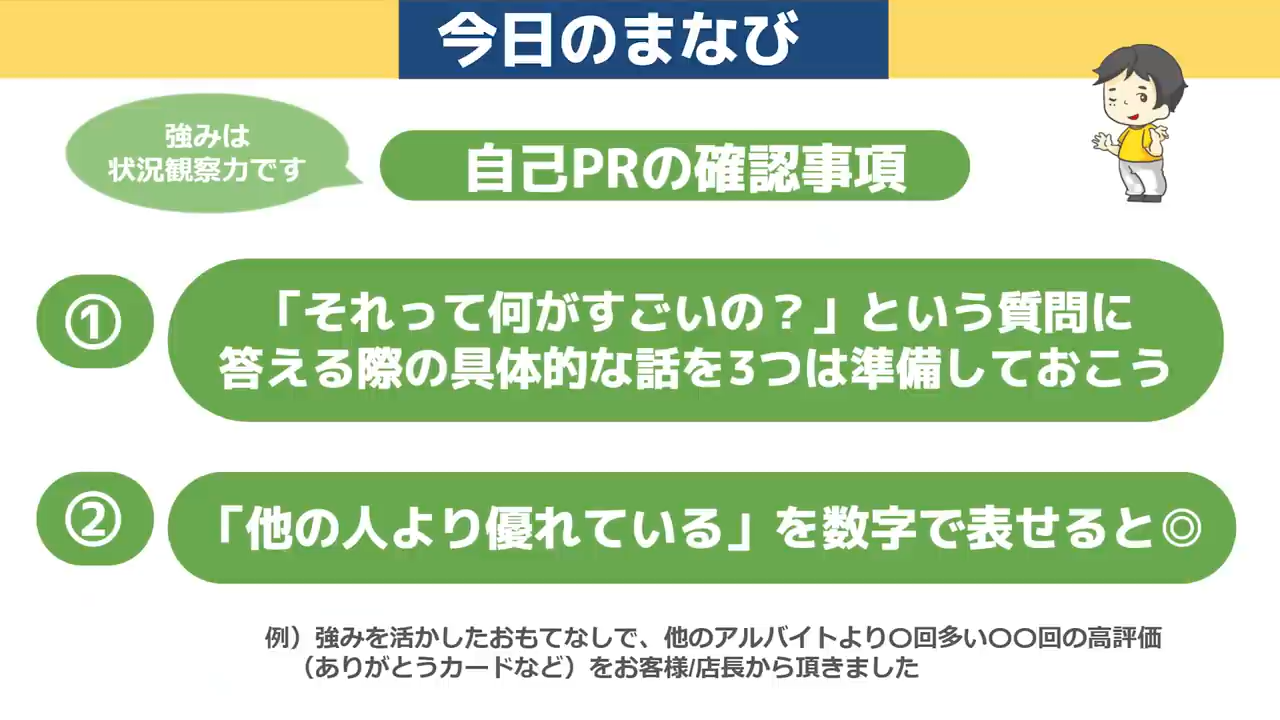 今日のまなび
強みは
状況観察力です
自己PRの確認事項
①
「それって何がすごいの？」という質問に
答える際の具体的な話を3つは準備しておこう
②
「他の人より優れている」を数字で表せると◎
例）強みを活かしたおもてなしで、他のアルバイトより〇回多い〇〇回の高評価
（ありがとうカードなど）をお客様/店長から頂きました